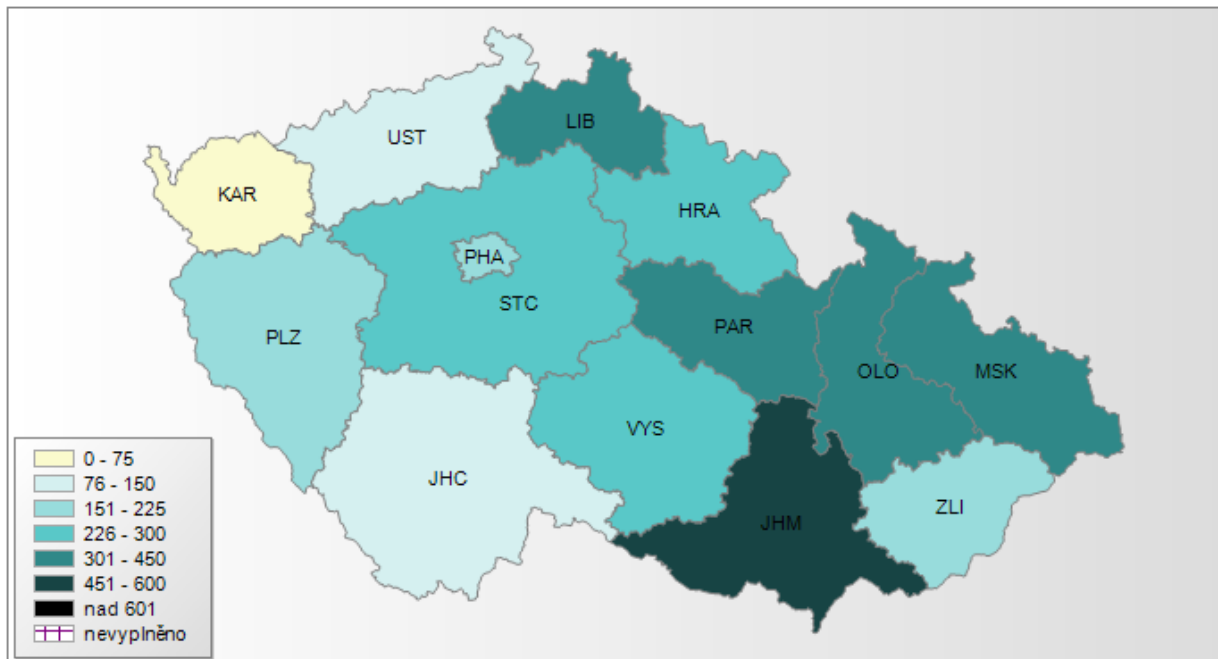 LIB
UST
KAR
HRA
PHA
STC
PAR
PLZ
OLO
MSK
VYS
JHC
ZLI
JHM
0 - 75
76 - 150
151 - 225
226 - 300
301 - 450
451 - 600
nad 601
nevyplněno